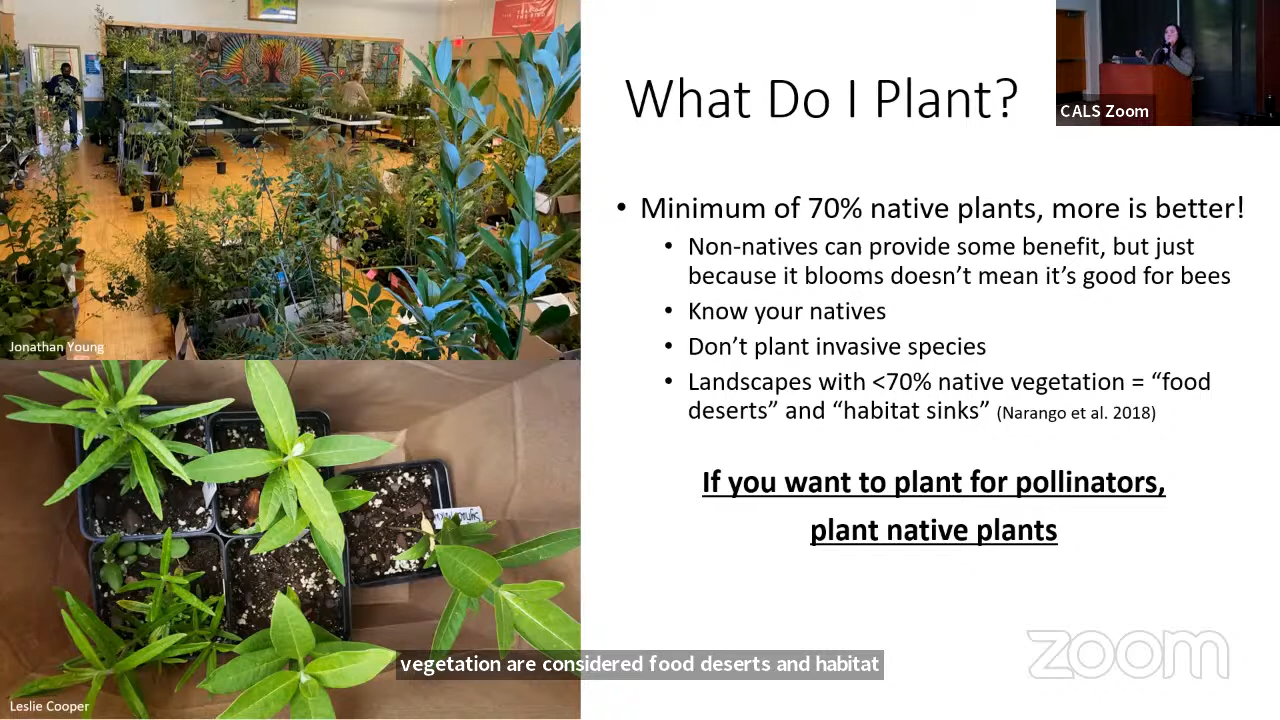 What Do I Plant?
CALS Zoom
• Minimum of 70% native plants, more is better!
• Non-natives can provide some benefit, but just
because it blooms doesn’t mean it’s good for bees
• Know your natives
• Don’t plant invasive species
• Landscapes with <70% native vegetation = “food
deserts” and “habitat sinks” (Narango et al. 2018)
If you want to plant for pollinators,
plant native plants
Jonathan Young
Leslie Cooper
vegetation are considered food deserts and habitat
zoom